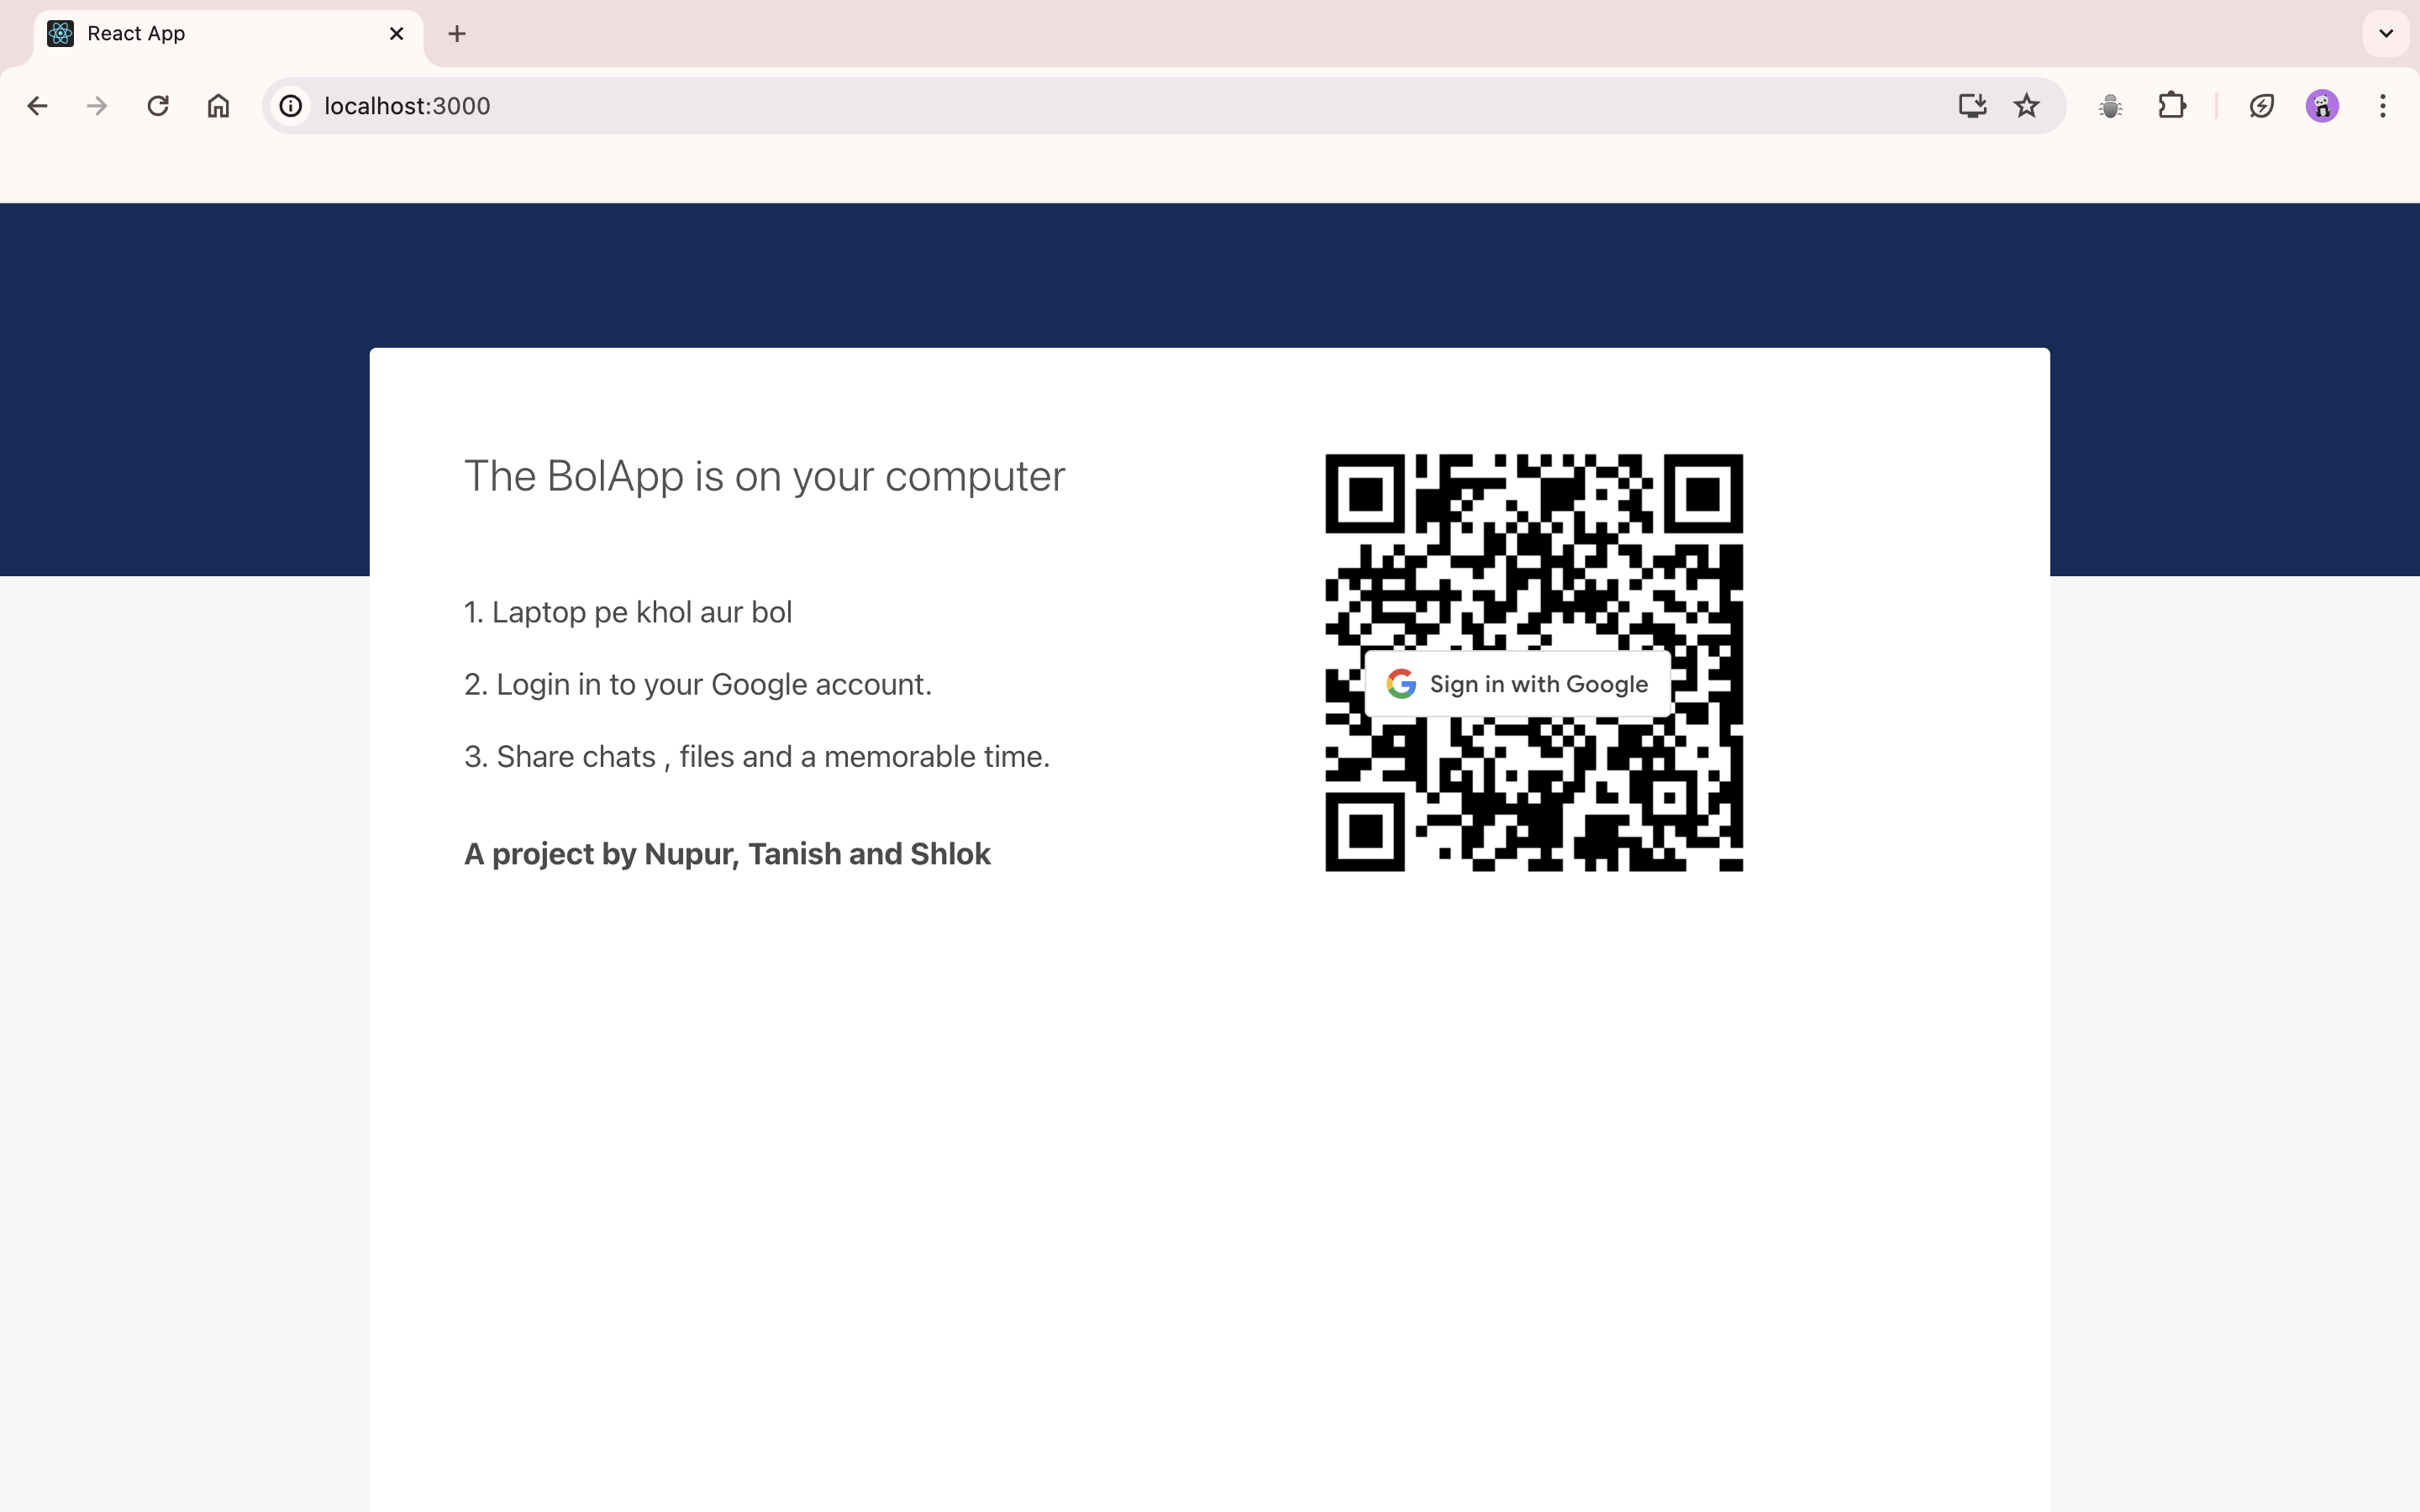 React App
localhost:3000
The BolApp is on your computer
1. Laptop pe khol aur bol
2. Login in to your Google account.
3. Share chats , files and a memorable time.
A project by Nupur, Tanish and Shlok
Sign in with Google